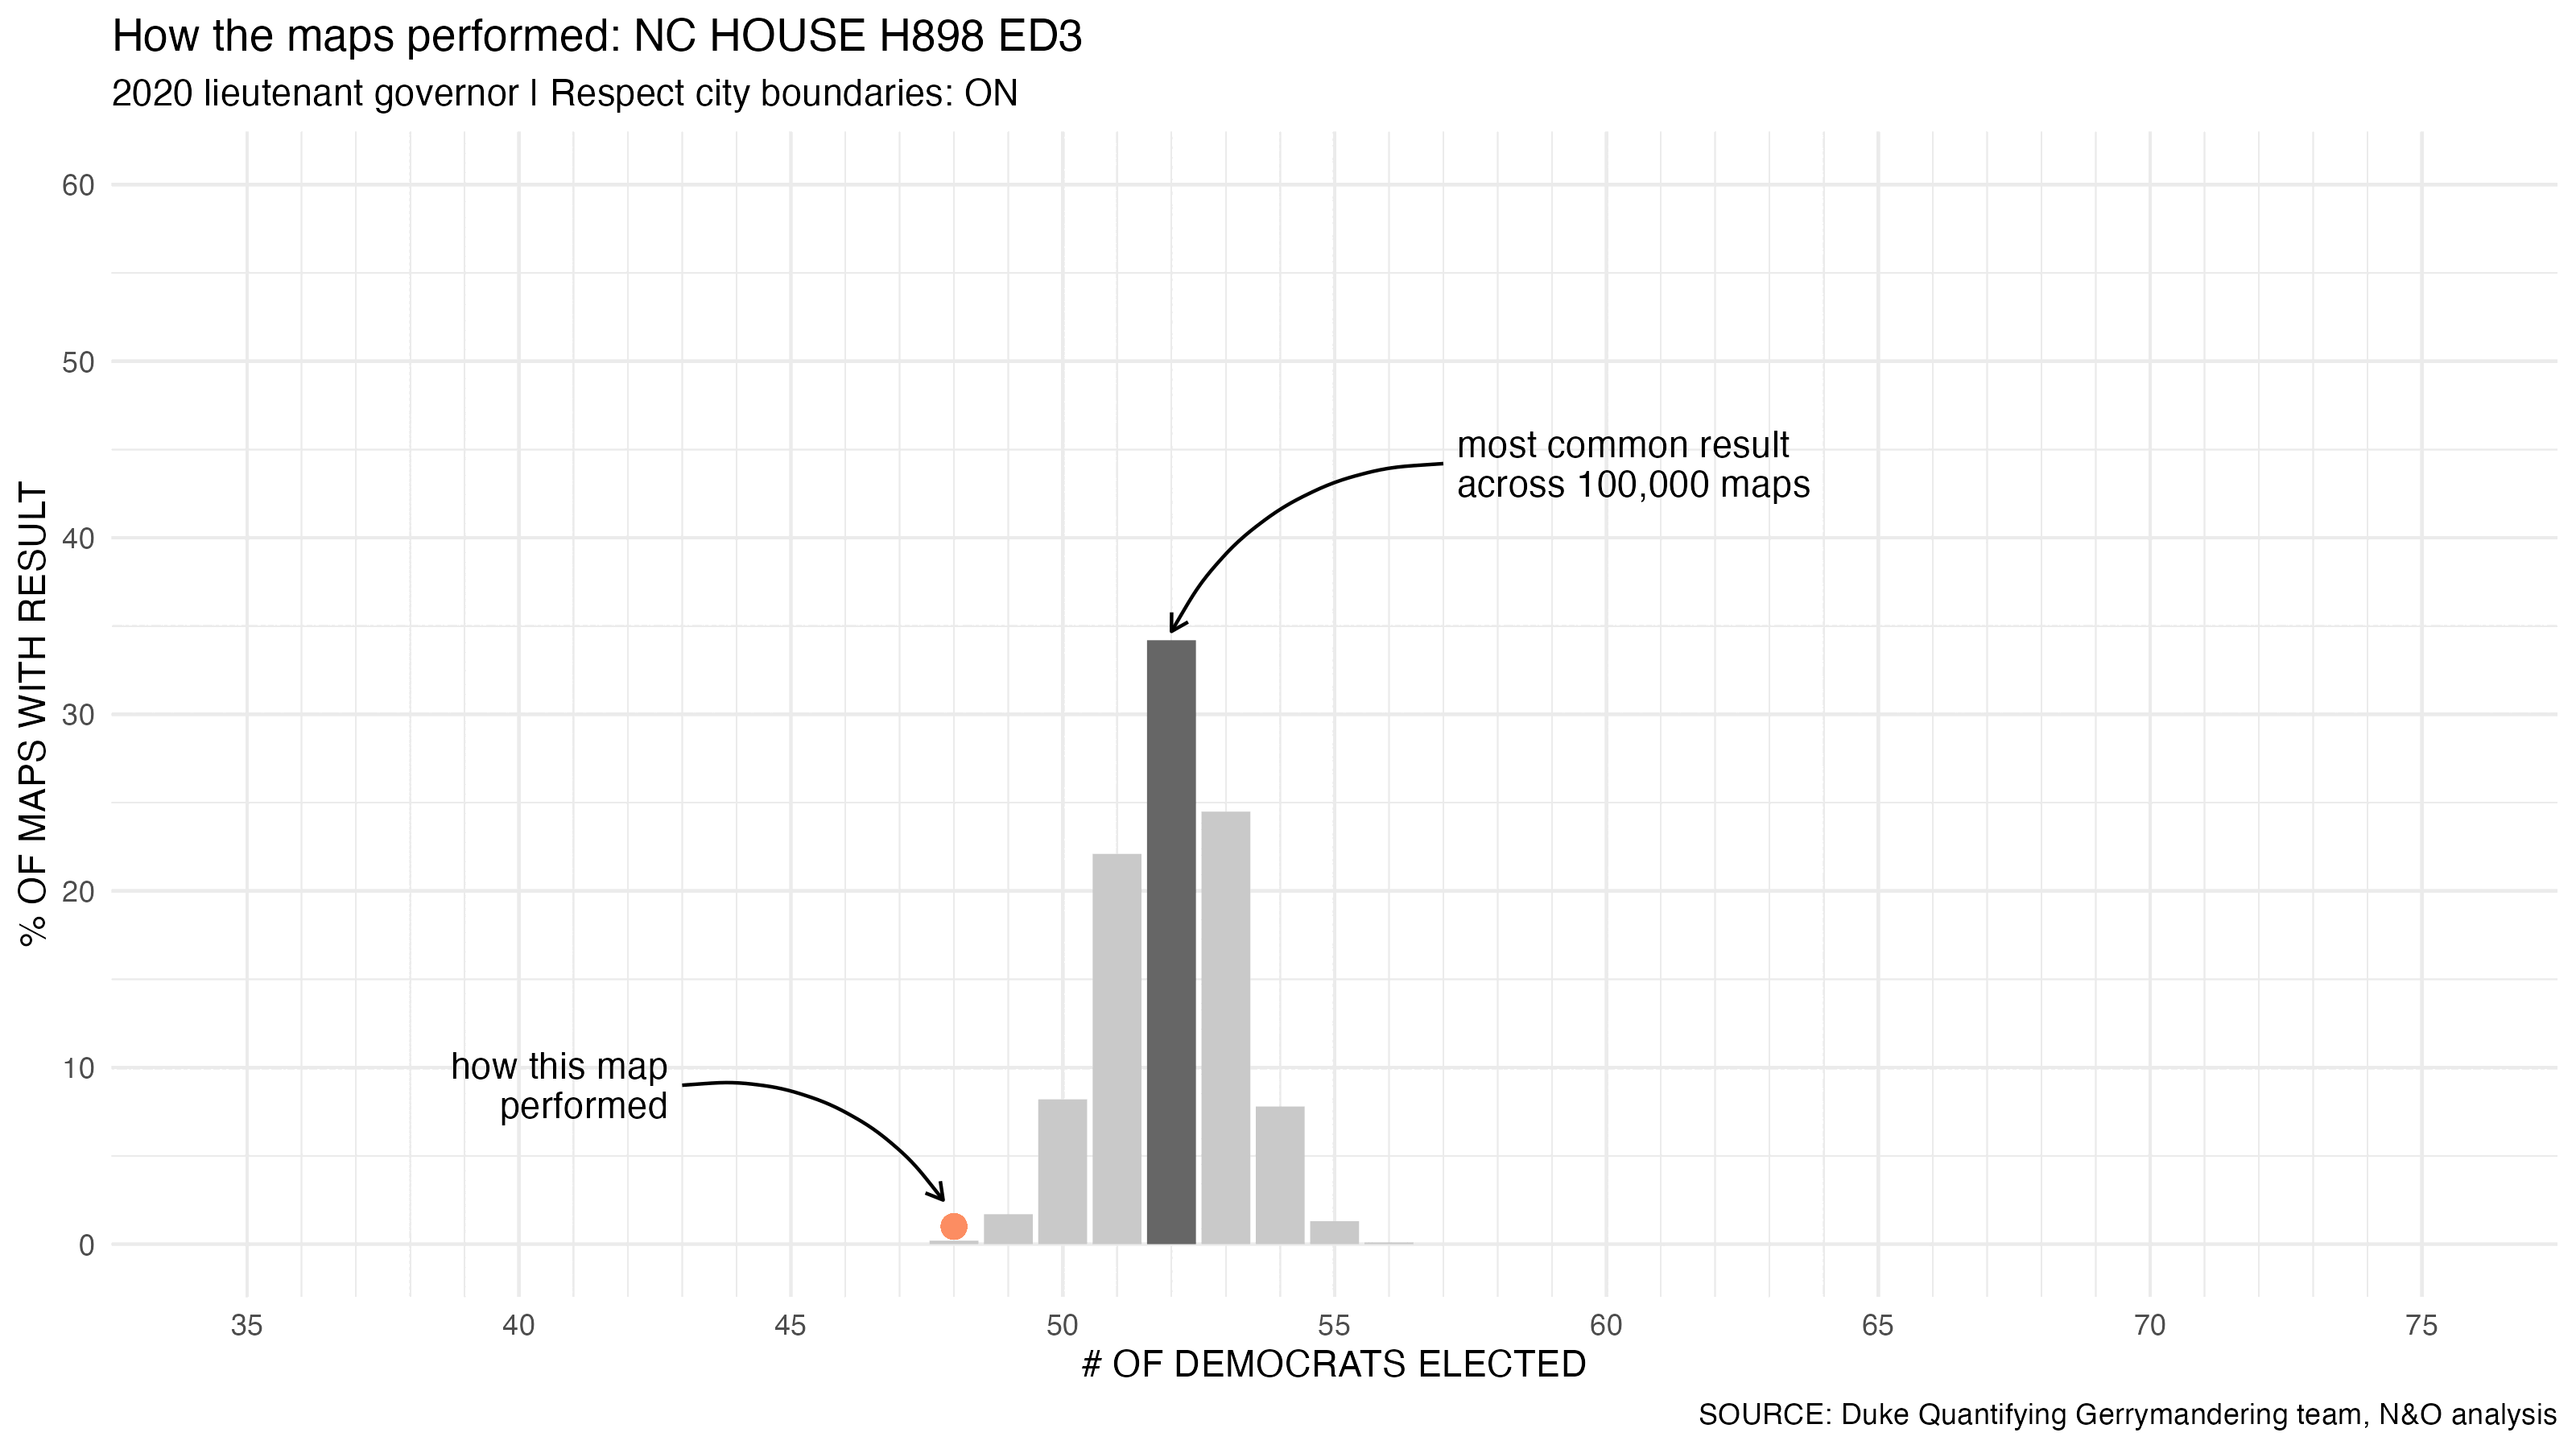 How the maps performed: NC HOUSE H898 ED3
2020 lieutenant governor | Respect city boundaries: ON
% OF MAPS WITH RESULT
60
50
40
30
20
10
0
most common result
across 100,000 maps
how this map
performed
35 40 45 50 55 60 65 70 75
# OF DEMOCRATS ELECTED
SOURCE: Duke Quantifying Gerrymandering team, N&O analysis